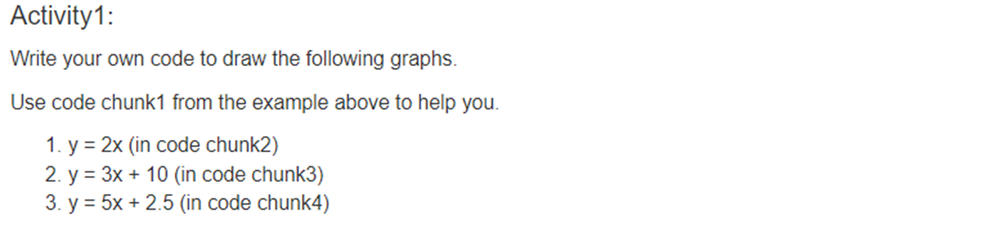 Activity1:
Write your own code to draw the following graphs.
Use code chunk1 from the example above to help you.
1. y = 2x (in code chunk2)
2. y = 3x + 10 (in code chunk3)
3. y = 5x + 2.5 (in code chunk4)